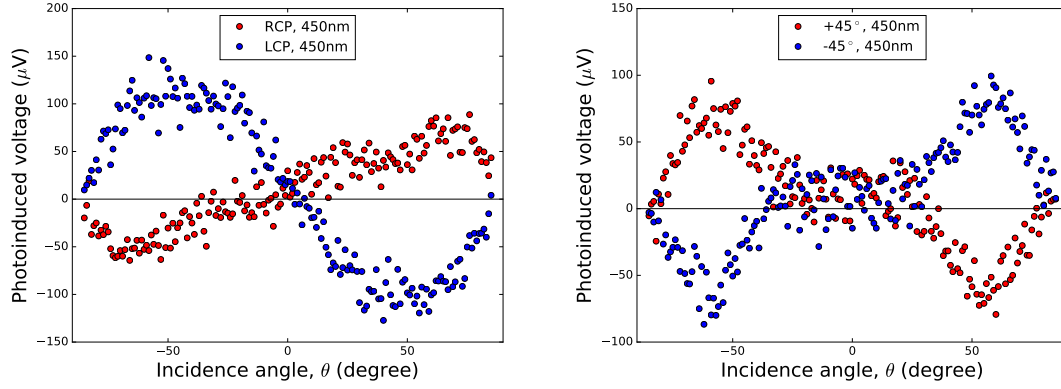 200
150
100
50
0
−50
−100
−150
Photoinduced voltage (μV)
RCP, 450nm
LCP, 450nm
−50
0
50
Incidence angle, θ (degree)
150
100
50
0
−50
−100
Photoinduced voltage (μV)
+45°, 450nm
-45°, 450nm
−50
0
50
Incidence angle, θ (degree)